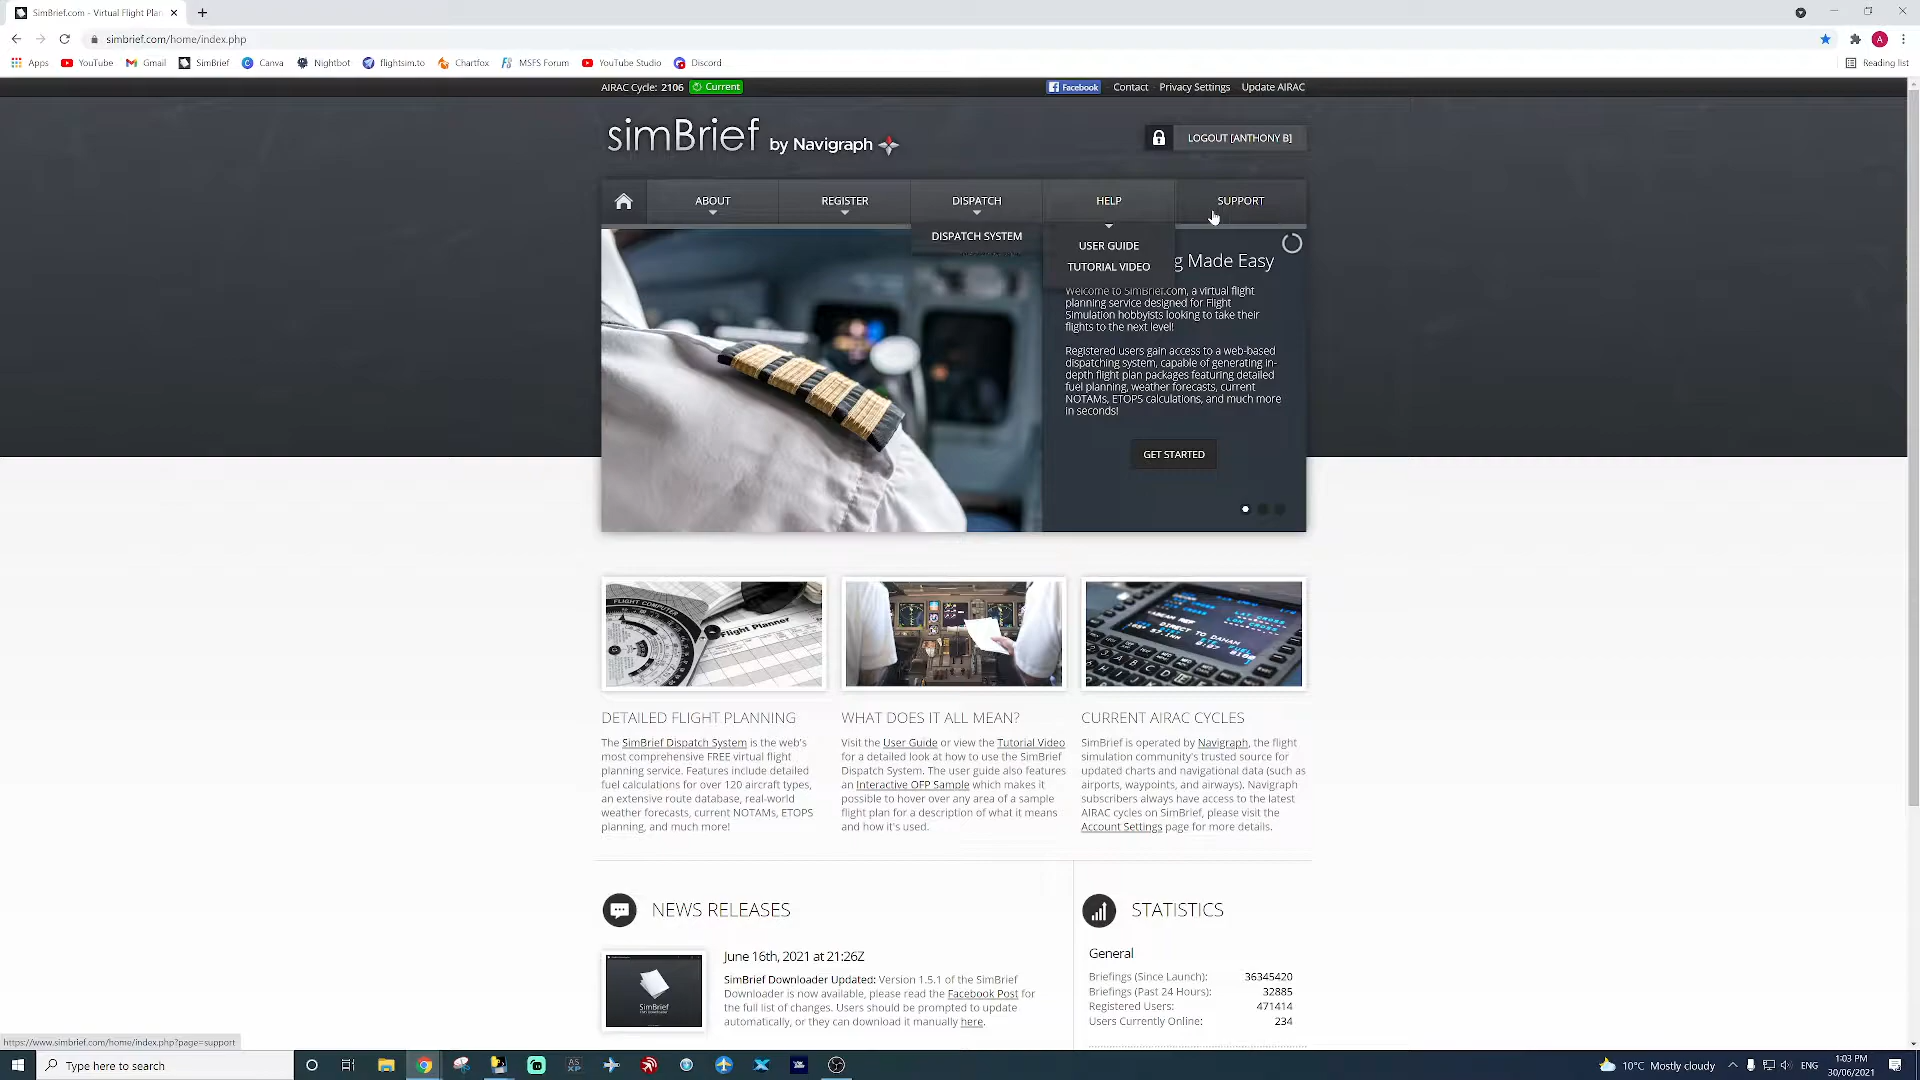 SimBrief.com - Virtual Flight Plan
simbrief.com/home/index.php
Apps YouTube Gmail SimBrief Canva Nightbot flightsim.to Chartfox MSFS Forum YouTube Studio Discord Reading list
AIRAC Cycle: 2106 Current Facebook Contact Privacy Settings Update AIRAC
simBrief by Navigraph
LOGOUT [ANTHONY B]
ABOUT REGISTER DISPATCH HELP SUPPORT
DISPATCH SYSTEM
USER GUIDE
TUTORIAL VIDEO
g Made Easy
Welcome to SimBrief.com, a virtual flight
planning service designed for Flight
Simulation hobbyists looking to take their
flights to the next level!
Registered users gain access to a web-based
dispatching system, capable of generating in-
depth flight plan packages featuring detailed
fuel planning, weather forecasts, current
NOTAMs, ETOPS calculations, and much more
in seconds!
GET STARTED
FLIGHT COMPUTER
Flight Planner
DIRECT TO DANAM
DETAILED FLIGHT PLANNING
The SimBrief Dispatch System is the web's
most comprehensive FREE virtual flight
planning service. Features include detailed
fuel calculations for over 120 aircraft types,
an extensive route database, real-world
weather forecasts, current NOTAMs, ETOPS
planning, and much more!
WHAT DOES IT ALL MEAN?
Visit the User Guide or view the Tutorial Video
for a detailed look at how to use the SimBrief
Dispatch System. The user guide also features
an Interactive OFP Sample which makes it
possible to hover over any area of a sample
flight plan for a description of what it means
and how it's used.
CURRENT AIRAC CYCLES
SimBrief is operated by Navigraph, the flight
simulation community's trusted source for
updated charts and navigational data (such as
airports, waypoints, and airways). Navigraph
subscribers always have access to the latest
AIRAC cycles on SimBrief, please visit the
Account Settings page for more details.
NEWS RELEASES
June 16th, 2021 at 21:26Z
SimBrief Downloader Updated: Version 1.5.1 of the SimBrief
Downloader is now available, please read the Facebook Post for
the full list of changes. Users should be prompted to update
automatically, or they can download it manually here.
SimBrief
STATISTICS
General
Briefings (Since Launch): 36345420
Briefings (Past 24 Hours): 32885
Registered Users: 471414
Users Currently Online: 234
https://www.simbrief.com/home/index.php?page=support
Type here to search
10°C Mostly cloudy
ENG
1:03 PM
30/06/2021